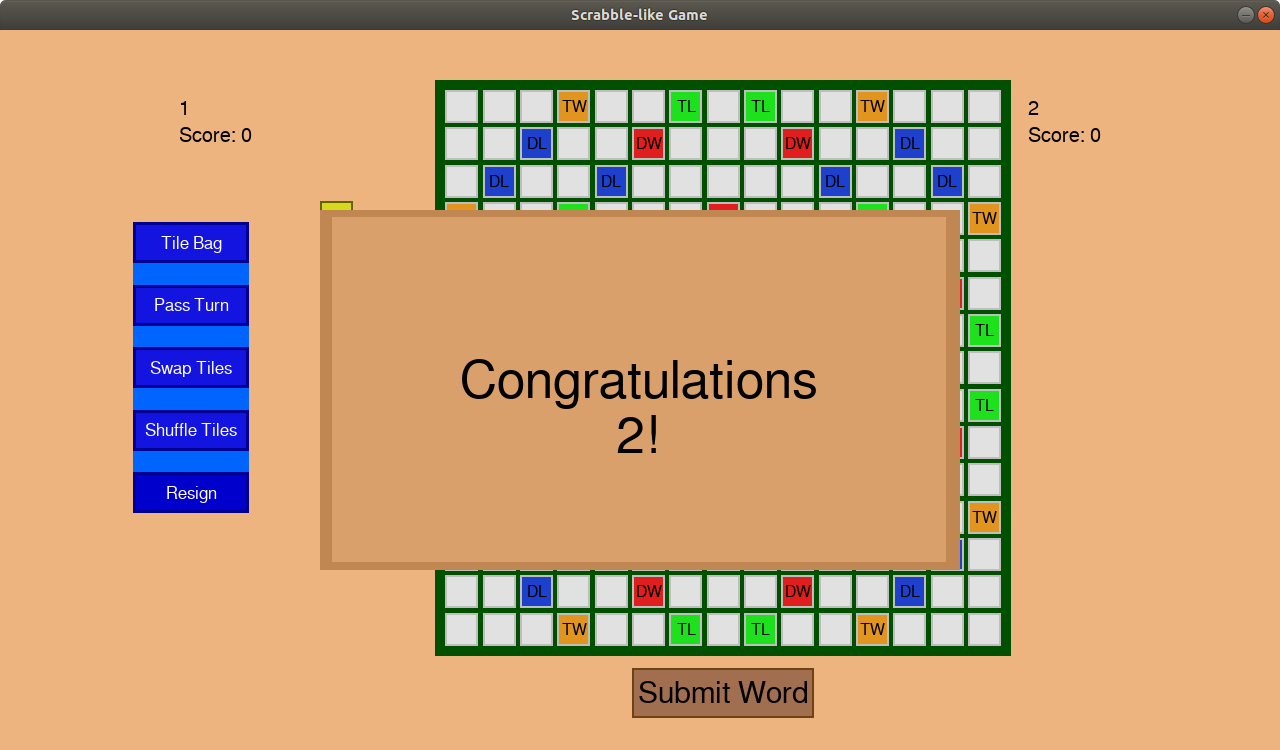 Scrabble-like Game
1
Score: 0
2
Score: 0
TW TL TL TW
DL DW DW DL
DL DL DL DL
TW
Tile Bag
Pass Turn
Swap Tiles
Shuffle Tiles
Resign
TL
TL
TW
Congratulations
2!
DL DW DW DL
TW TL TL TW
Submit Word